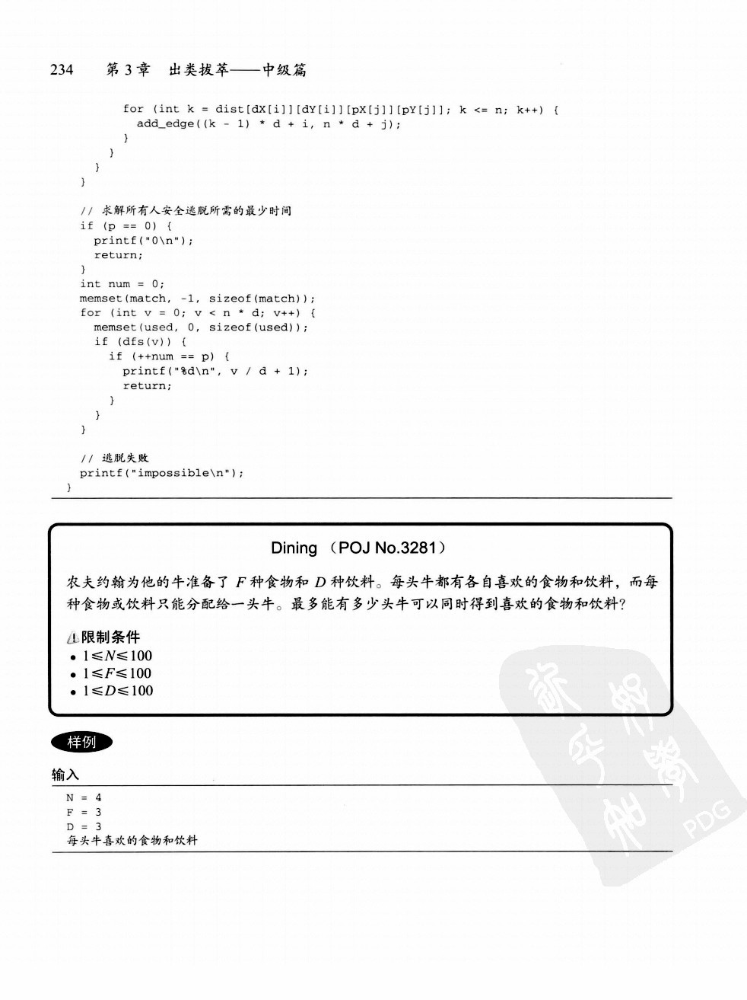 234 第 3 章 出类拔萃——中级篇
for (int k = dist[dX[i]][dY[i]][pX[j]][pY[j]]; k <= n; k++) {
add_edge((k - 1) * d + i, n * d + j);
}
}
}
}
// 求解所有人安全逃脱所需的最少时间
if (p == 0) {
printf("0\n");
return;
}
int num = 0;
memset(match, -1, sizeof(match));
for (int v = 0; v < n * d; v++) {
memset(used, 0, sizeof(used));
if (dfs(v)) {
if (++num == p) {
printf("%d\n", v / d + 1);
return;
}
}
}
// 逃脱失败
printf("impossible\n");
}
Dining （POJ No.3281）
农夫约翰为他的牛准备了 F 种食物和 D 种饮料。每头牛都有各自喜欢的食物和饮料，而每
种食物或饮料只能分配给一头牛。最多能有多少头牛可以同时得到喜欢的食物和饮料？
限制条件
• 1≤N≤100
• 1≤F≤100
• 1≤D≤100
样例
输入
N = 4
F = 3
D = 3
每头牛喜欢的食物和饮料
PDG